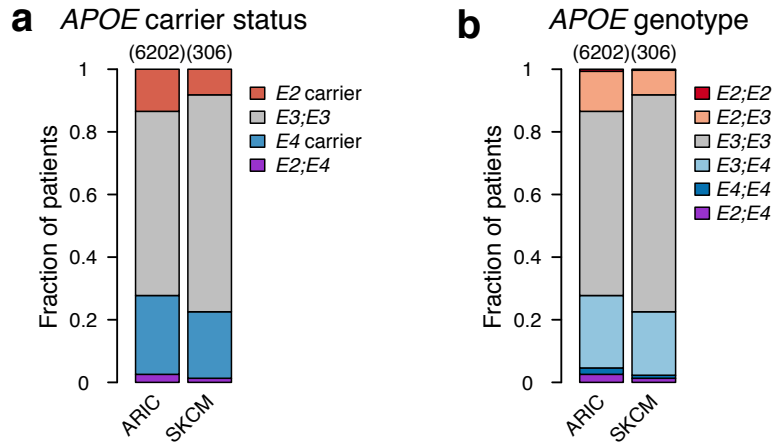 a APOE carrier status
(6202)(306)
Fraction of patients
1
0.8
0.6
0.4
0.2
0
ARIC
SKCM
E2 carrier
E3;E3
E4 carrier
E2;E4
b APOE genotype
(6202)(306)
Fraction of patients
1
0.8
0.6
0.4
0.2
0
ARIC
SKCM
E2;E2
E2;E3
E3;E3
E3;E4
E4;E4
E2;E4